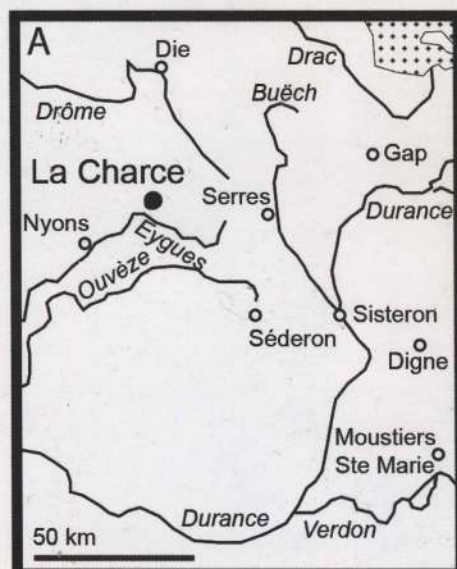 A
Die
Drac
Buëch
Drôme
Gap
La Charce
Serres
Durance
Nyons
Eygues
Ouvèze
Sisteron
Séderon
Digne
Moustiers
Ste Marie
Durance
Verdon
50 km